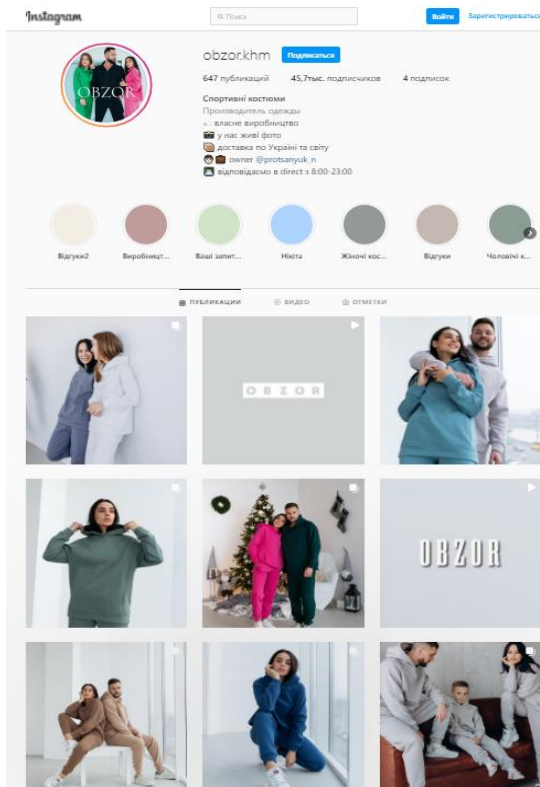 Instagram
Поиск
Войти
Зарегистрироваться
OBZOR
obzor.khm
Подписаться
647 публикаций 45,7тыс. подписчиков 4 подписок
Спортивні костюми
Производитель одежды
власне виробництво
у нас живі фото
доставка по Україні та світу
owner @protsanyuk_n
відповідаємо в direct з 8:00-23:00
Відгуки2
Виробницт...
Ваші запит...
Нікіта
Жіночі кос...
Відгуки
Чоловічі к...
ПУБЛИКАЦИИ
ВИДЕО
ОТМЕТКИ
OBZOR
OBZOR